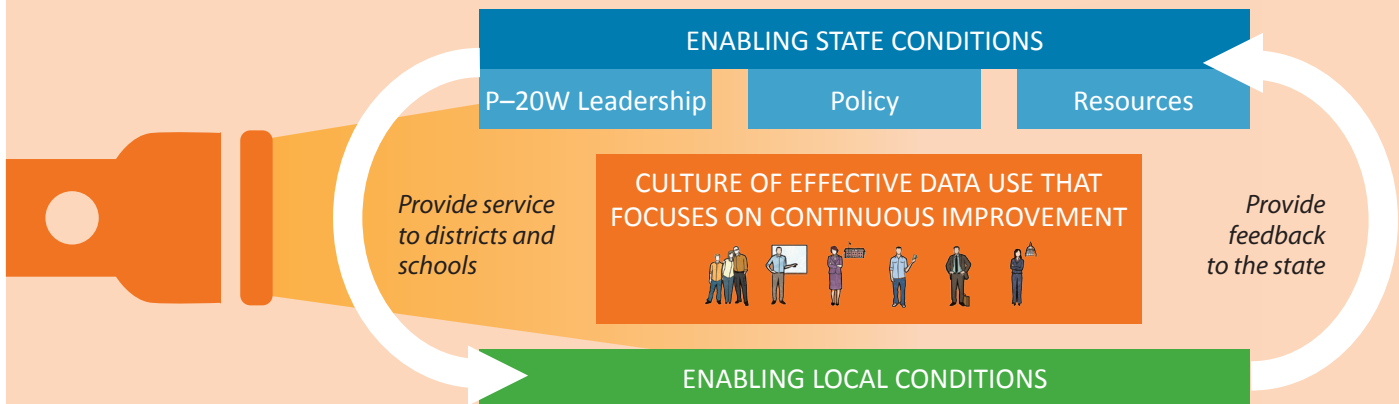 ENABLING STATE CONDITIONS
P–20W Leadership
Policy
Resources
CULTURE OF EFFECTIVE DATA USE THAT
FOCUSES ON CONTINUOUS IMPROVEMENT
Provide service
to districts and
schools
Provide
feedback
to the state
ENABLING LOCAL CONDITIONS